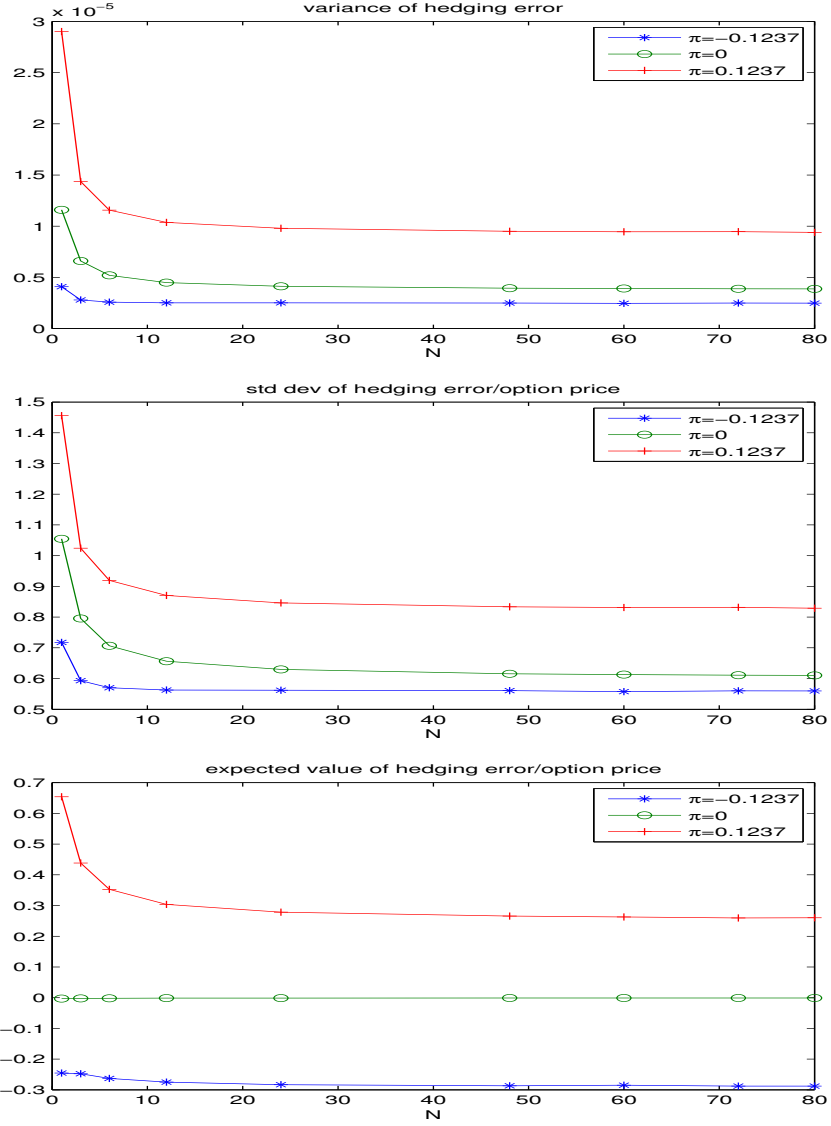 variance of hedging error
× 10⁻⁵
3
2.5
2
1.5
1
0.5
0
0 10 20 30 40 50 60 70 80
N
π=−0.1237
π=0
π=0.1237
std dev of hedging error/option price
1.5
1.4
1.3
1.2
1.1
1
0.9
0.8
0.7
0.6
0.5
0 10 20 30 40 50 60 70 80
N
π=−0.1237
π=0
π=0.1237
expected value of hedging error/option price
0.7
0.6
0.5
0.4
0.3
0.2
0.1
0
−0.1
−0.2
−0.3
0 10 20 30 40 50 60 70 80
N
π=−0.1237
π=0
π=0.1237